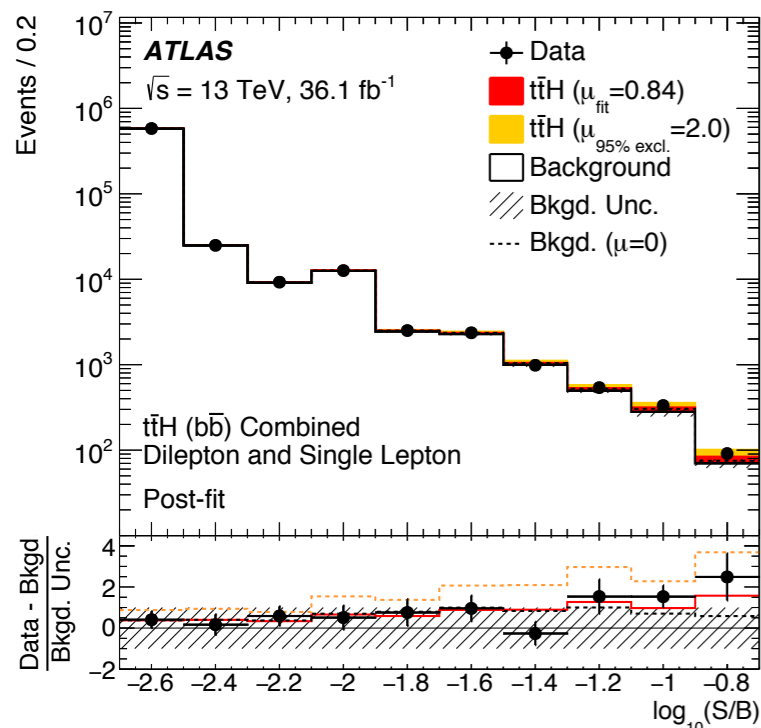 ATLAS
√s = 13 TeV, 36.1 fb⁻¹
Data
tt̄H (μ_fit=0.84)
tt̄H (μ_95% excl.=2.0)
Background
Bkgd. Unc.
Bkgd. (μ=0)
tt̄H (bb̄) Combined
Dilepton and Single Lepton
Post-fit
Events / 0.2
10⁷
10⁶
10⁵
10⁴
10³
10²
Data - Bkgd
Bkgd. Unc.
4
2
0
−2
−2.6 −2.4 −2.2 −2 −1.8 −1.6 −1.4 −1.2 −1 −0.8
log₁₀(S/B)